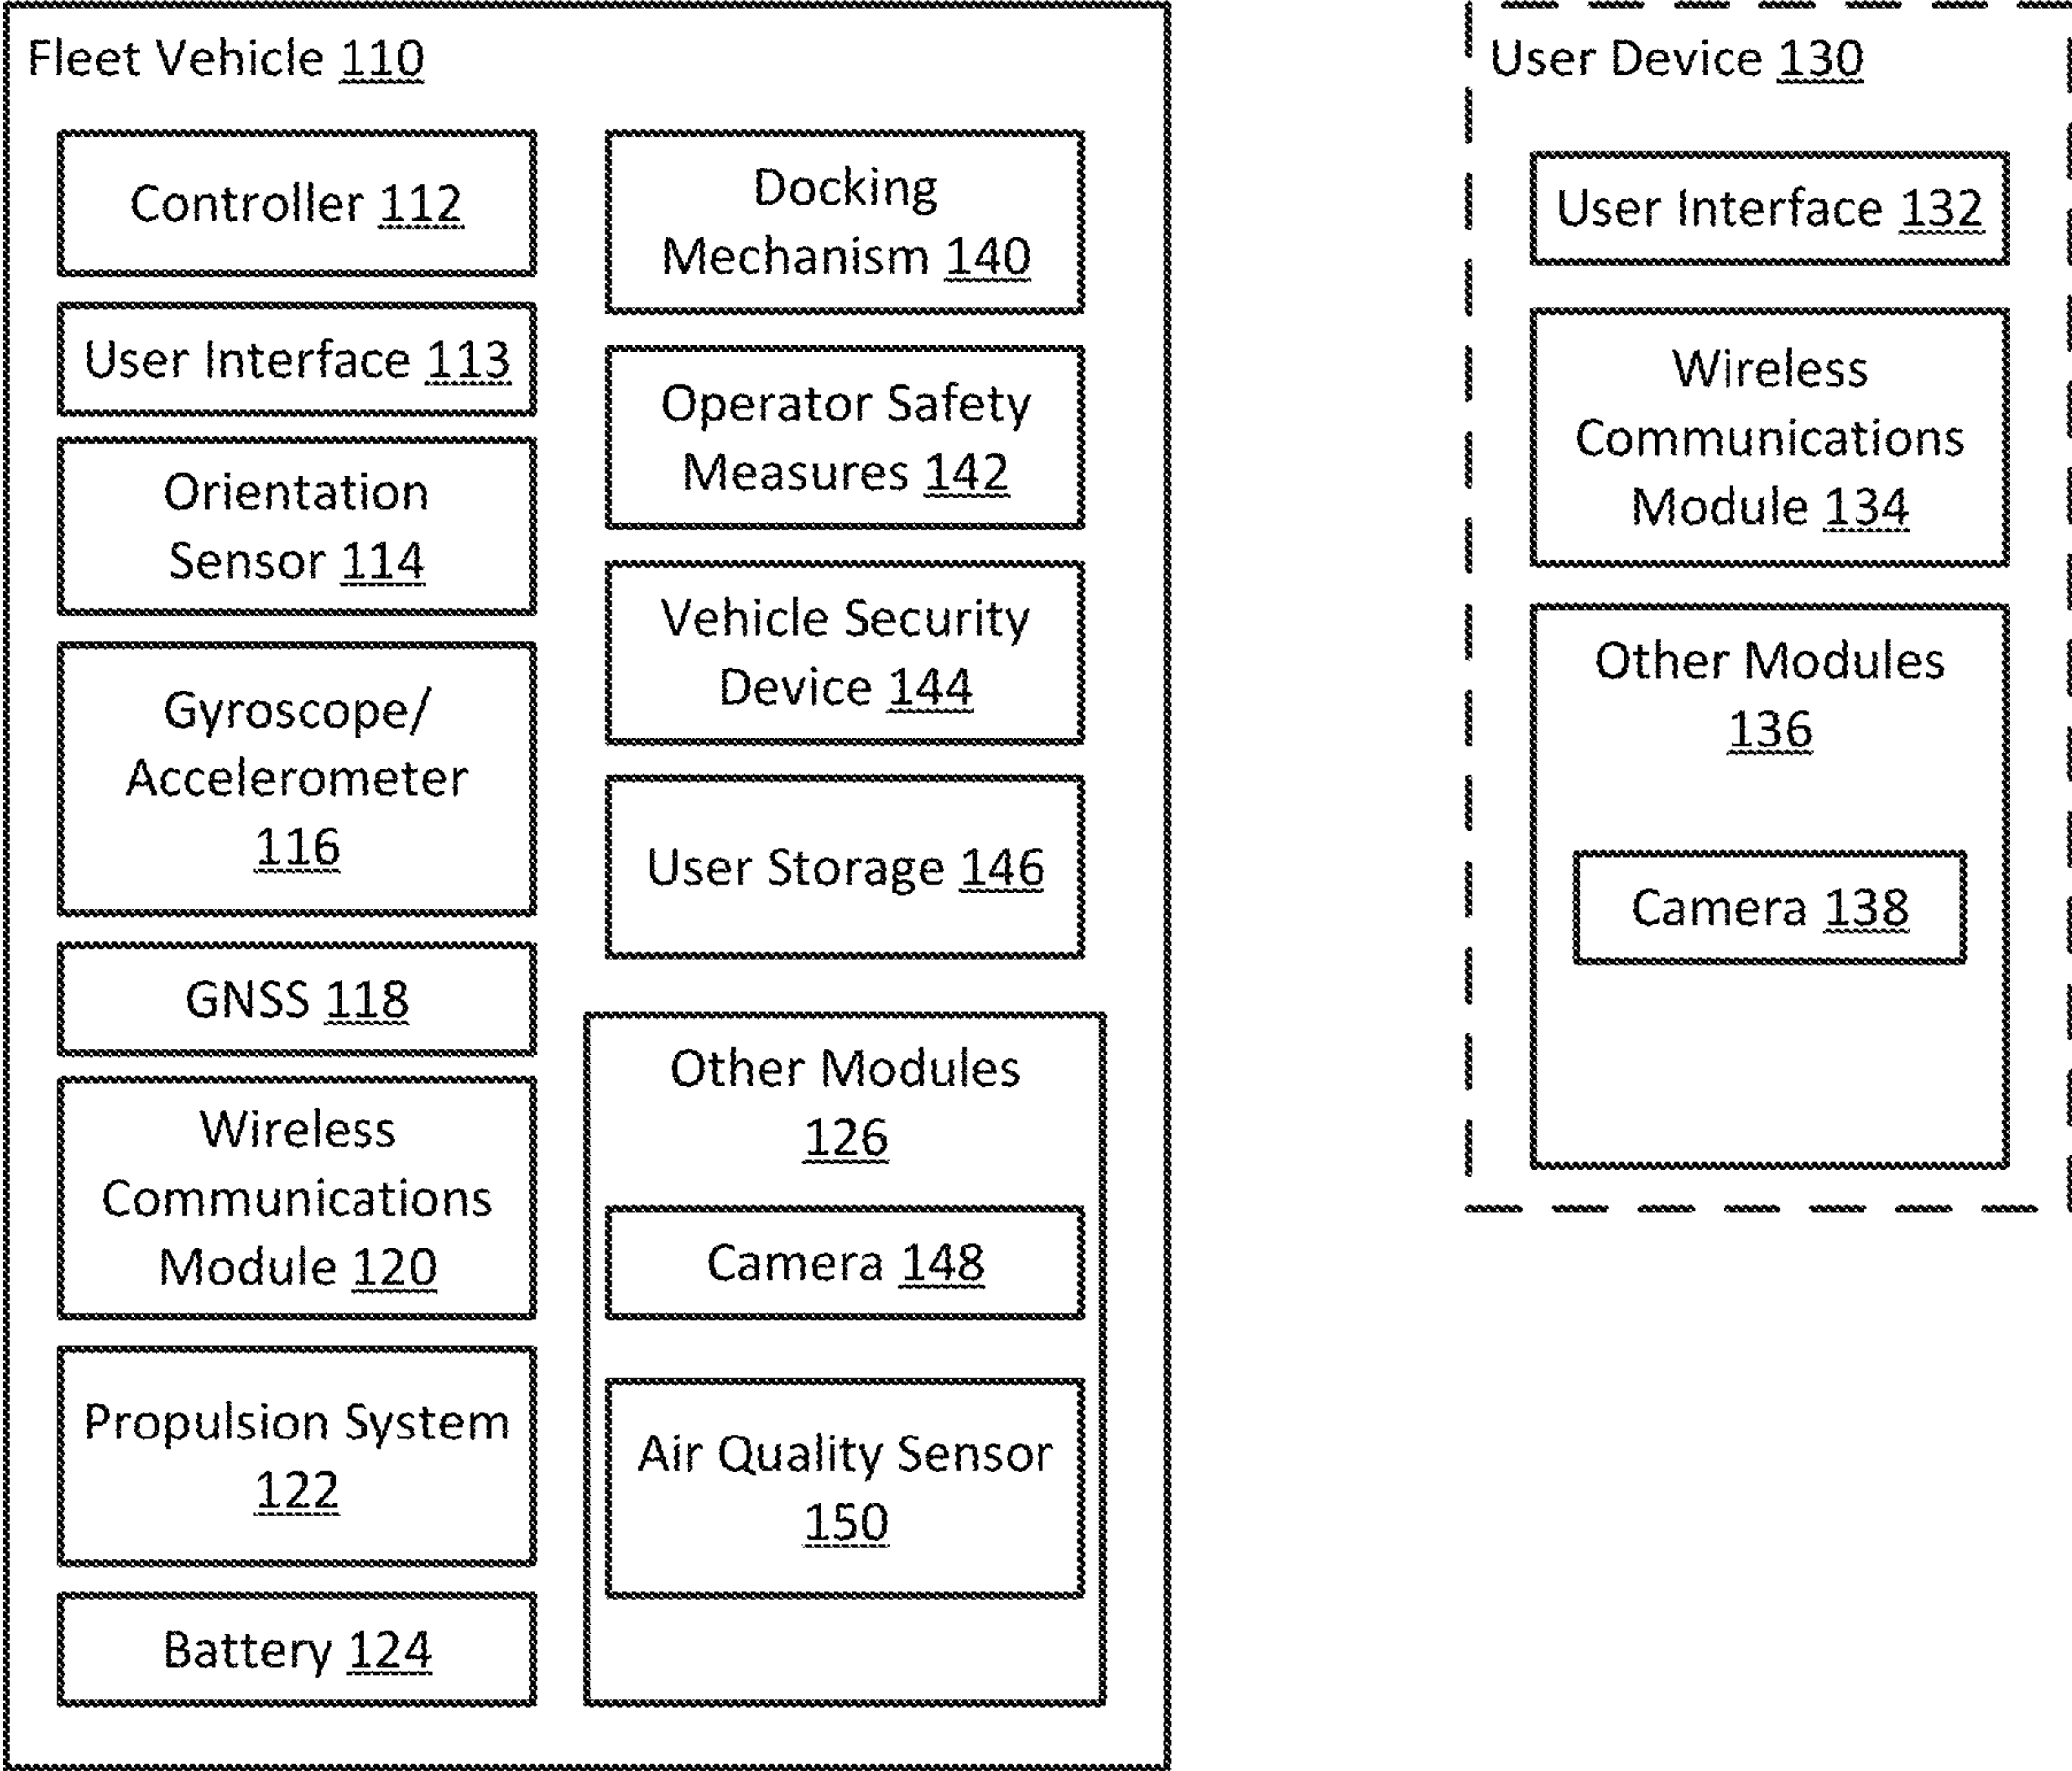 Fleet Vehicle 110
Controller 112
User Interface 113
Orientation
Sensor 114
Gyroscope/
Accelerometer
116
GNSS 118
Wireless
Communications
Module 120
Propulsion System
122
Battery 124
Docking
Mechanism 140
Operator Safety
Measures 142
Vehicle Security
Device 144
User Storage 146
Other Modules
126
Camera 148
Air Quality Sensor
150
User Device 130
User Interface 132
Wireless
Communications
Module 134
Other Modules
136
Camera 138